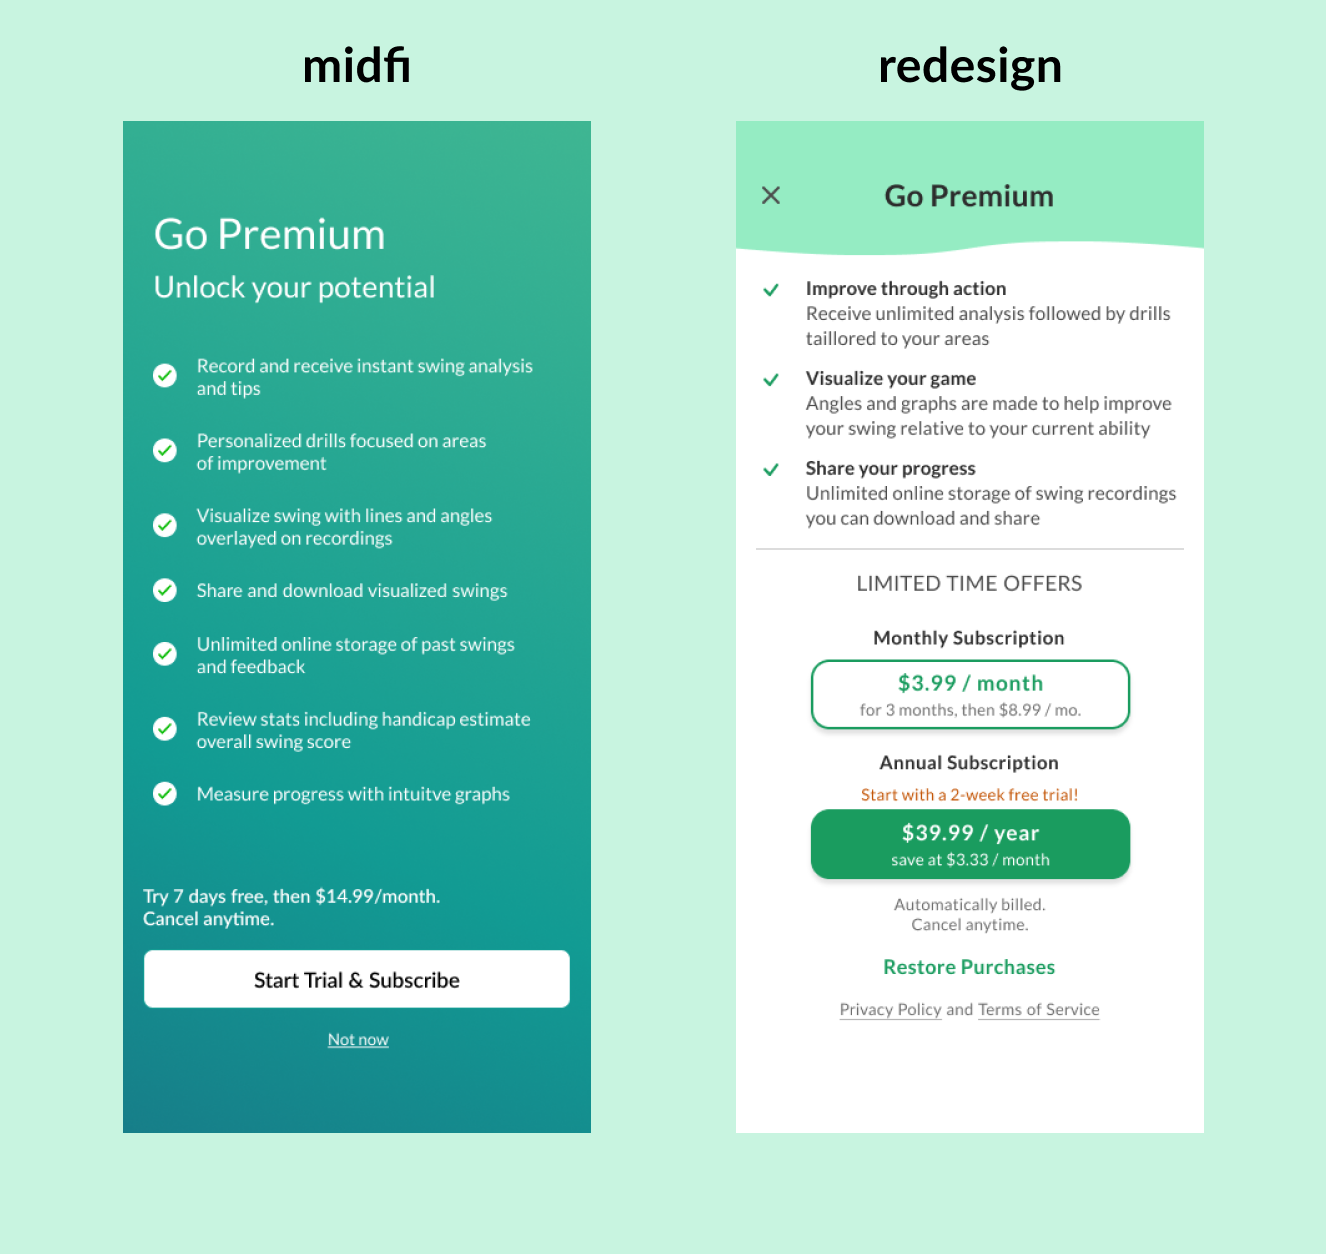 midfi
redesign
Go Premium
Unlock your potential
Record and receive instant swing analysis
and tips
Personalized drills focused on areas
of improvement
Visualize swing with lines and angles
overlayed on recordings
Share and download visualized swings
Unlimited online storage of past swings
and feedback
Review stats including handicap estimate
overall swing score
Measure progress with intuitve graphs
Try 7 days free, then $14.99/month.
Cancel anytime.
Start Trial & Subscribe
Not now
Go Premium
Improve through action
Receive unlimited analysis followed by drills
taillored to your areas
Visualize your game
Angles and graphs are made to help improve
your swing relative to your current ability
Share your progress
Unlimited online storage of swing recordings
you can download and share
LIMITED TIME OFFERS
Monthly Subscription
$3.99 / month
for 3 months, then $8.99 / mo.
Annual Subscription
Start with a 2-week free trial!
$39.99 / year
save at $3.33 / month
Automatically billed.
Cancel anytime.
Restore Purchases
Privacy Policy and Terms of Service